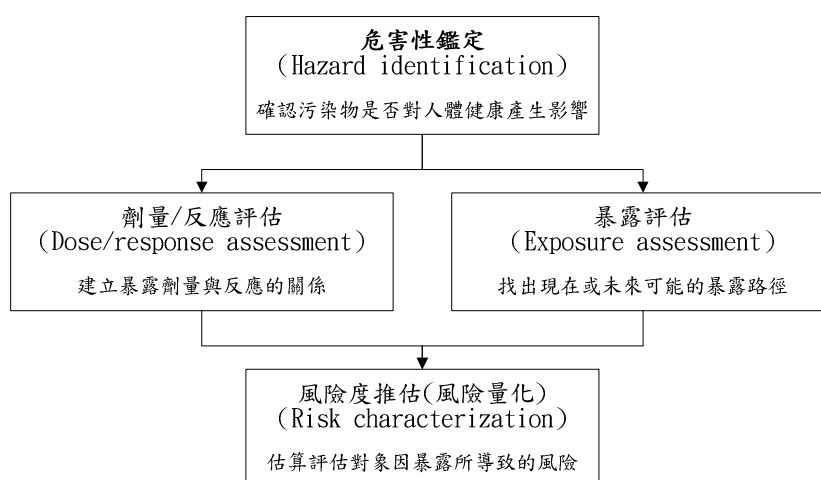 危害性鑑定
(Hazard identification)
確認污染物是否對人體健康產生影響
劑量/反應評估
(Dose/response assessment)
建立暴露劑量與反應的關係
暴露評估
(Exposure assessment)
找出現在或未來可能的暴露路徑
風險度推估(風險量化)
(Risk characterization)
估算評估對象因暴露所導致的風險